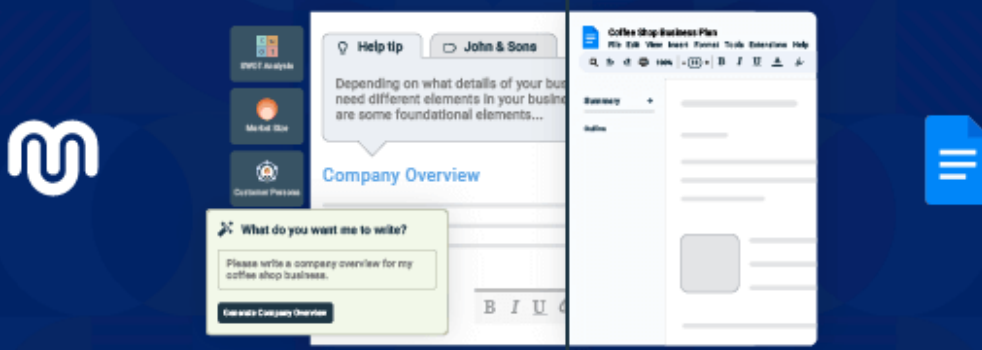 SWOT Analysis
Market Size
Customer Persona
Help tip
John & Sons
Depending on what details of your bus
need different elements in your busine
are some foundational elements...
Company Overview
What do you want me to write?
Please write a company overview for my
coffee shop business.
Generate Company Overview
B I U
Coffee Shop Business Plan
File Edit View Insert Format Tools Extensions Help
100%
B I U A
Summary +
Outline